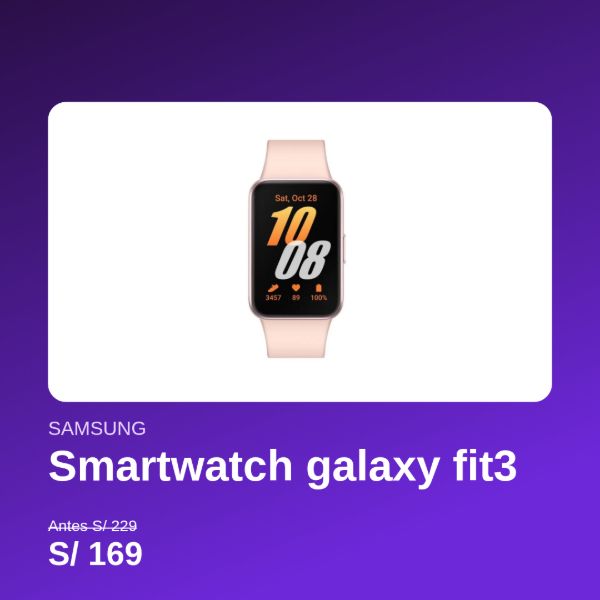 Sat, Oct 28
10
08
3457 89 100%
SAMSUNG
Smartwatch galaxy fit3
Antes S/ 229
S/ 169